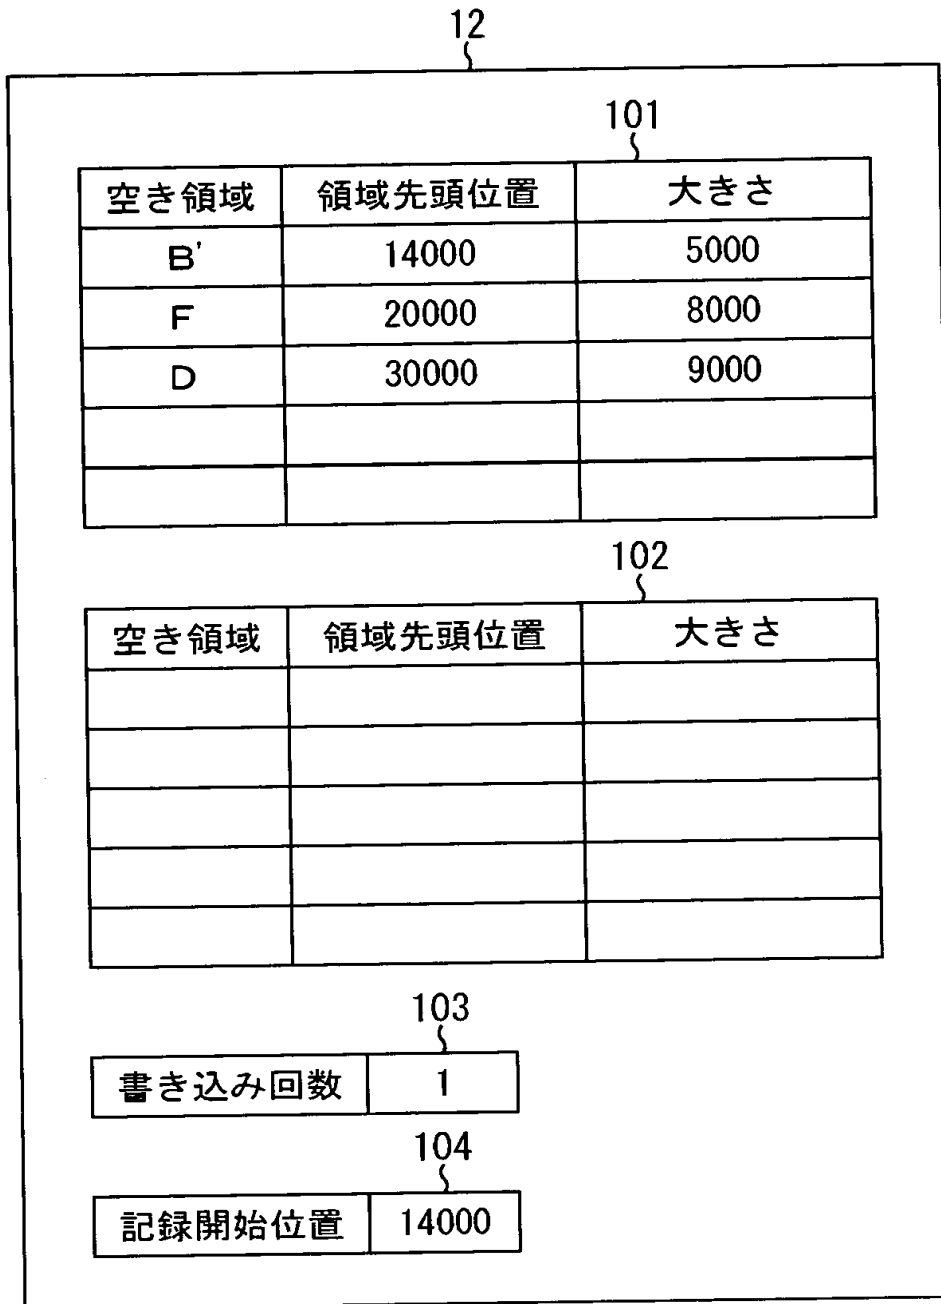 12
101
空き領域 領域先頭位置 大きさ
B' 14000 5000
F 20000 8000
D 30000 9000
102
空き領域 領域先頭位置 大きさ
103
書き込み回数 1
104
記録開始位置 14000